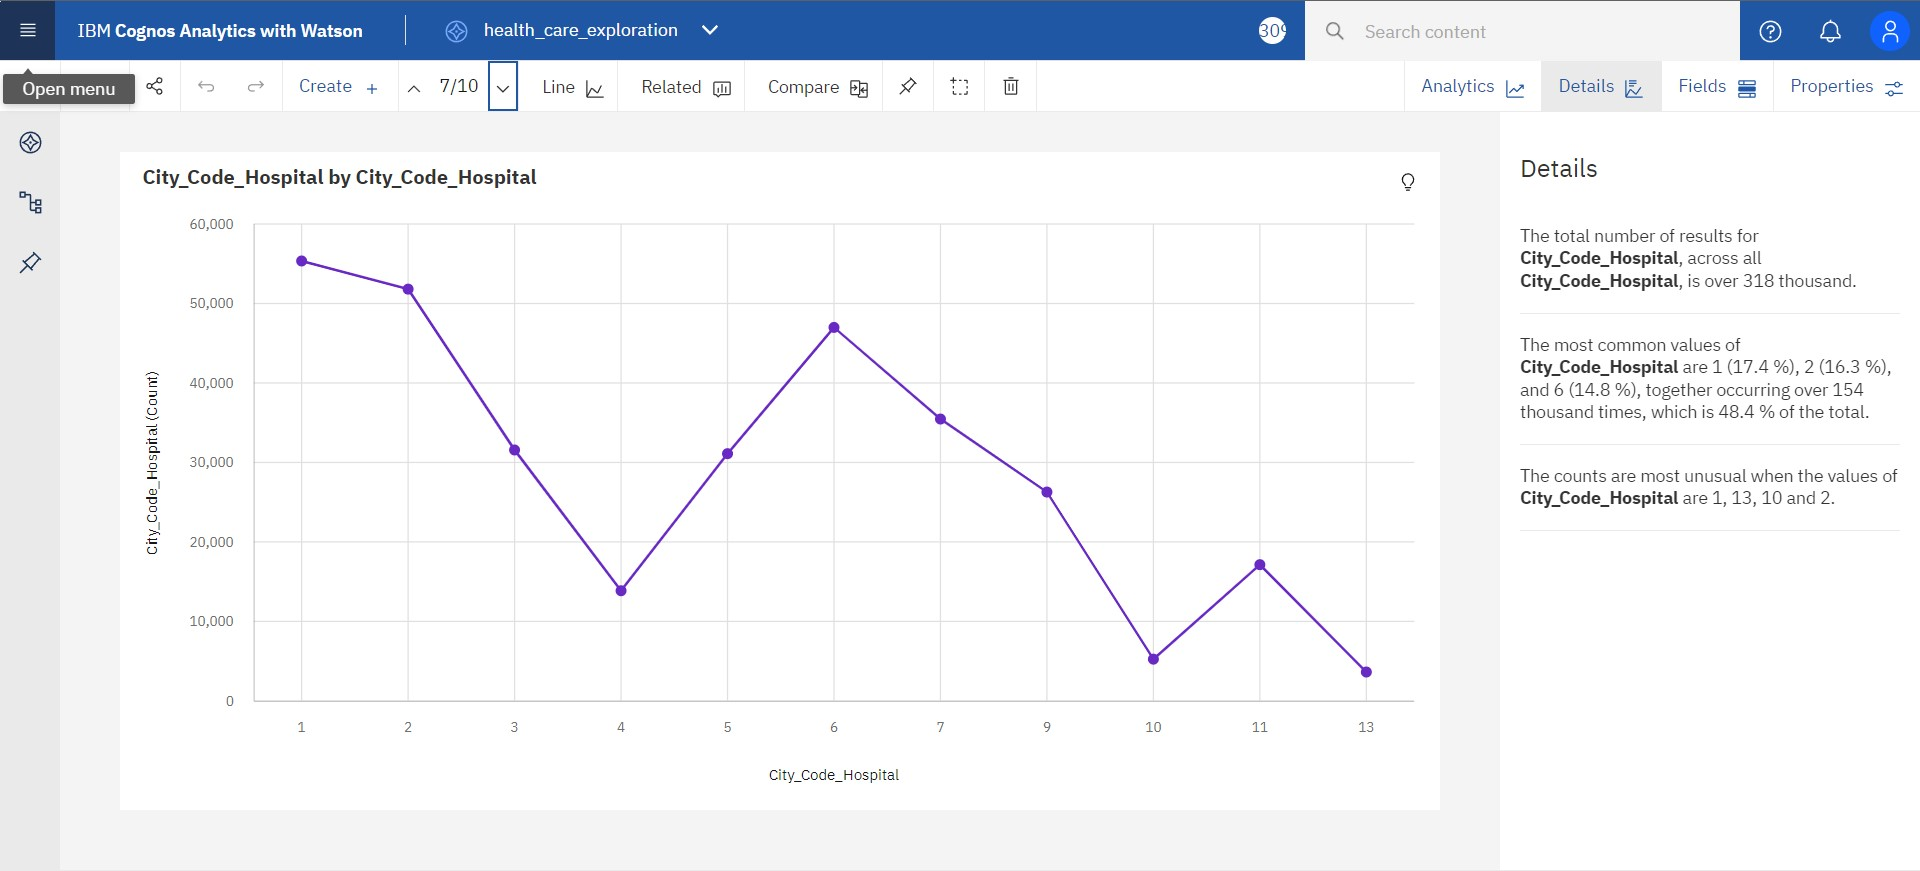 IBM Cognos Analytics with Watson
health_care_exploration
Search content
Open menu
Create +
7/10
Line
Related
Compare
Analytics
Details
Fields
Properties
City_Code_Hospital by City_Code_Hospital
60,000
50,000
40,000
30,000
20,000
10,000
0
City_Code_Hospital (Count)
1 2 3 4 5 6 7 9 10 11 13
City_Code_Hospital
Details
The total number of results for
City_Code_Hospital, across all
City_Code_Hospital, is over 318 thousand.
The most common values of
City_Code_Hospital are 1 (17.4 %), 2 (16.3 %),
and 6 (14.8 %), together occurring over 154
thousand times, which is 48.4 % of the total.
The counts are most unusual when the values of
City_Code_Hospital are 1, 13, 10 and 2.